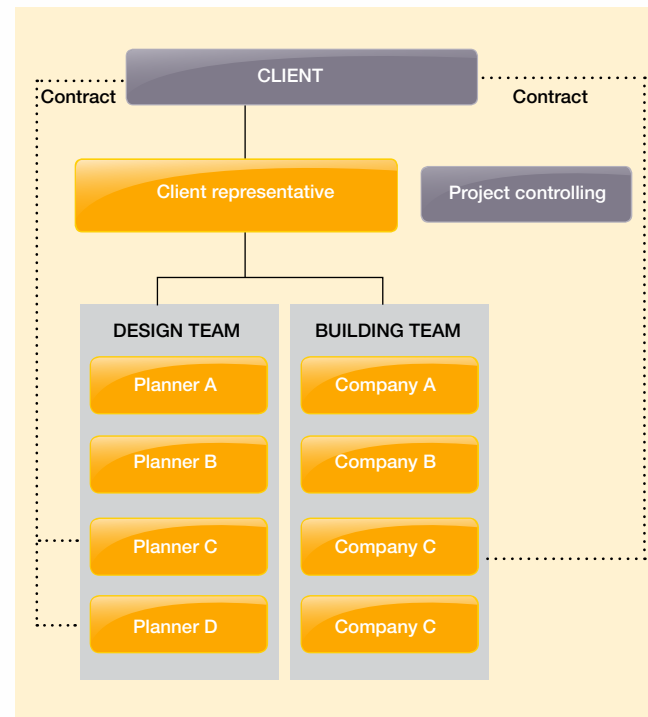 CLIENT
Contract
Contract
Client representative
Project controlling
DESIGN TEAM
BUILDING TEAM
Planner A
Company A
Planner B
Company B
Planner C
Company C
Planner D
Company C